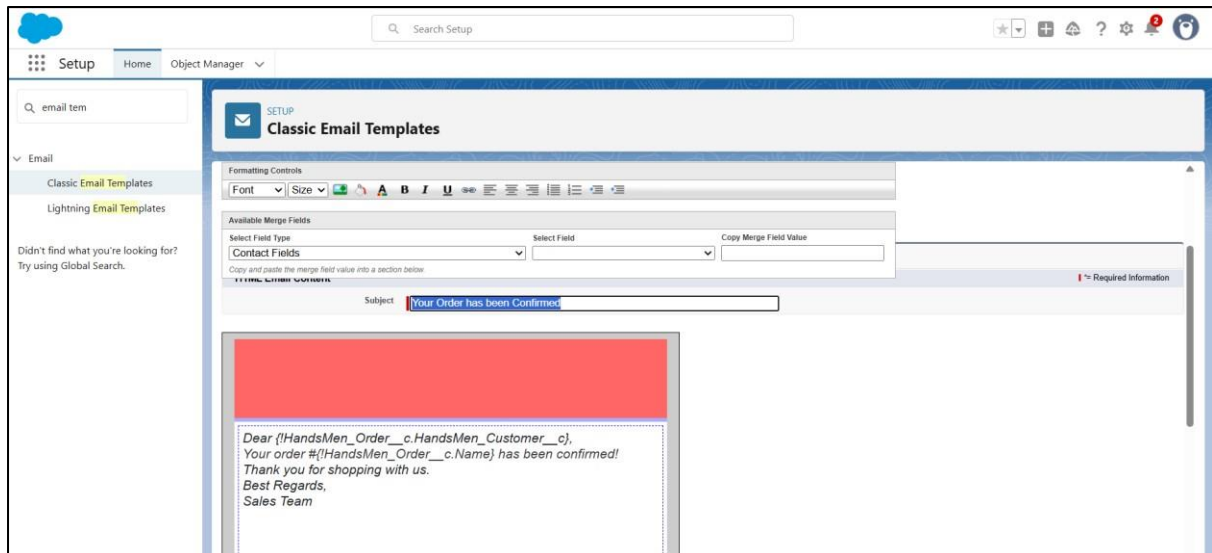 Search Setup
2
Setup
Home
Object Manager
email tem
Email
Classic Email Templates
Lightning Email Templates
Didn't find what you're looking for?
Try using Global Search.
SETUP
Classic Email Templates
Formatting Controls
Font
Size
A B I U
Available Merge Fields
Select Field Type
Select Field
Copy Merge Field Value
Contact Fields
Copy and paste the merge field value into a section below
HTML Email Content
= Required Information
Subject
Your Order has been Confirmed
Dear {!HandsMen_Order__c.HandsMen_Customer__c},
Your order #{!HandsMen_Order__c.Name} has been confirmed!
Thank you for shopping with us.
Best Regards,
Sales Team